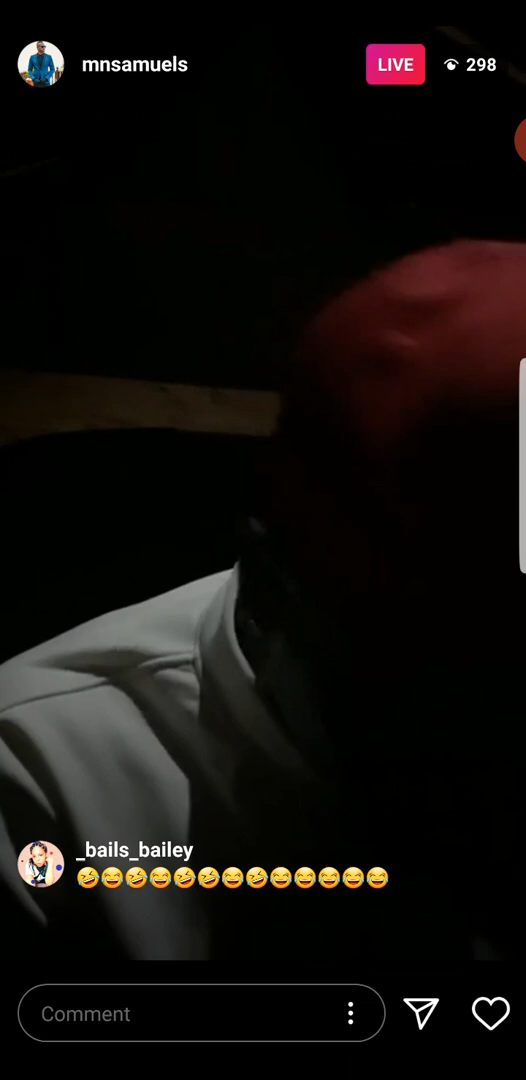 mnsamuels
LIVE
298
_bails_bailey
🤣😂🤣😂🤣🤣😂🤣😂😂😂😂😂
Comment